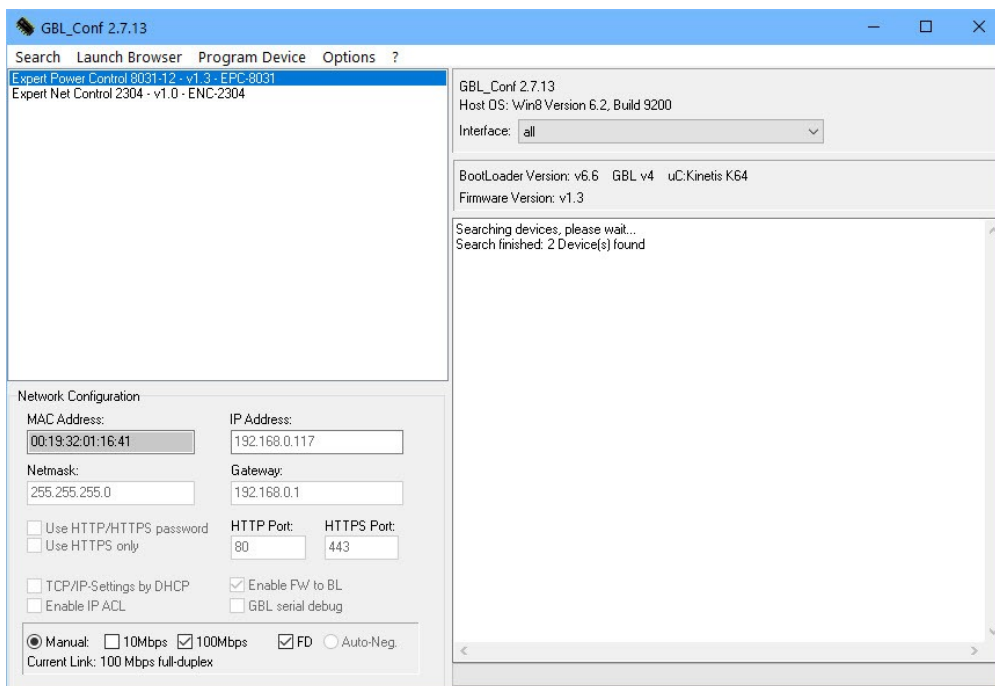 GBL_Conf 2.7.13
Search Launch Browser Program Device Options ?
Expert Power Control 8031-12 - v1.3 - EPC-8031
Expert Net Control 2304 - v1.0 - ENC-2304
GBL_Conf 2.7.13
Host OS: Win8 Version 6.2, Build 9200
Interface: all
BootLoader Version: v6.6 GBL v4 uC:Kinetis K64
Firmware Version: v1.3
Searching devices, please wait...
Search finished: 2 Device(s) found
Network Configuration
MAC Address: IP Address:
00:19:32:01:16:41 192.168.0.117
Netmask: Gateway:
255.255.255.0 192.168.0.1
Use HTTP/HTTPS password HTTP Port: HTTPS Port:
Use HTTPS only 80 443
TCP/IP-Settings by DHCP Enable FW to BL
Enable IP ACL GBL serial debug
Manual: 10Mbps 100Mbps FD Auto-Neg.
Current Link: 100 Mbps full-duplex